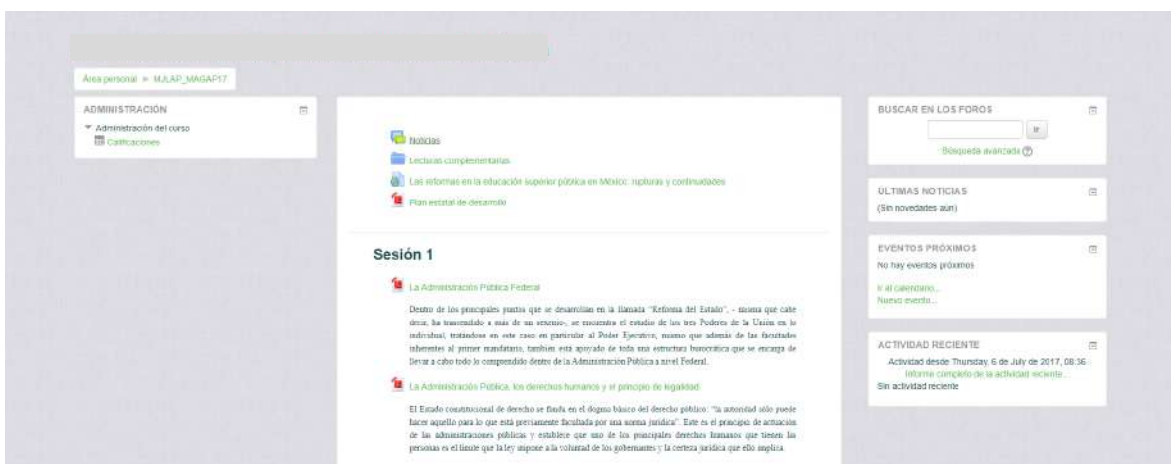 Área personal » MJLAP_MAGAP17
ADMINISTRACIÓN
Administración del curso
Calificaciones
Noticias
Lecturas complementarias
Las reformas en la educación superior pública en México: rupturas y continuidades
Plan estatal de desarrollo
Sesión 1
La Administración Pública Federal
Dentro de los principales puntos que se desarrollan en la llamada "Reforma del Estado", - misma que cabe
decir, ha trascendido a más de un sexenio-, se encuentra el estudio de los tres Poderes de la Unión en lo
individual, tratándose en este caso en particular al Poder Ejecutivo, mismo que además de las facultades
inherentes al primer mandatario, también está apoyado de toda una estructura burocrática que se encarga de
llevar a cabo todo lo comprendido dentro de la Administración Pública a nivel Federal.
La Administración Pública, los derechos humanos y el principio de legalidad
El Estado constitucional de derecho se funda en el dogma básico del derecho público: "la autoridad sólo puede
hacer aquello para lo que está previamente facultada por una norma jurídica". Este es el principio de actuación
de las administraciones públicas y establece que uno de los principales derechos humanos que tienen las
personas es el límite que la ley impone a la voluntad de los gobernantes y la certeza jurídica que ello implica.
BUSCAR EN LOS FOROS
Ir
Búsqueda avanzada
ÚLTIMAS NOTICIAS
(Sin novedades aún)
EVENTOS PRÓXIMOS
No hay eventos próximos
Ir al calendario...
Nuevo evento...
ACTIVIDAD RECIENTE
Actividad desde Thursday, 6 de July de 2017, 08:36
Informe completo de la actividad reciente...
Sin actividad reciente